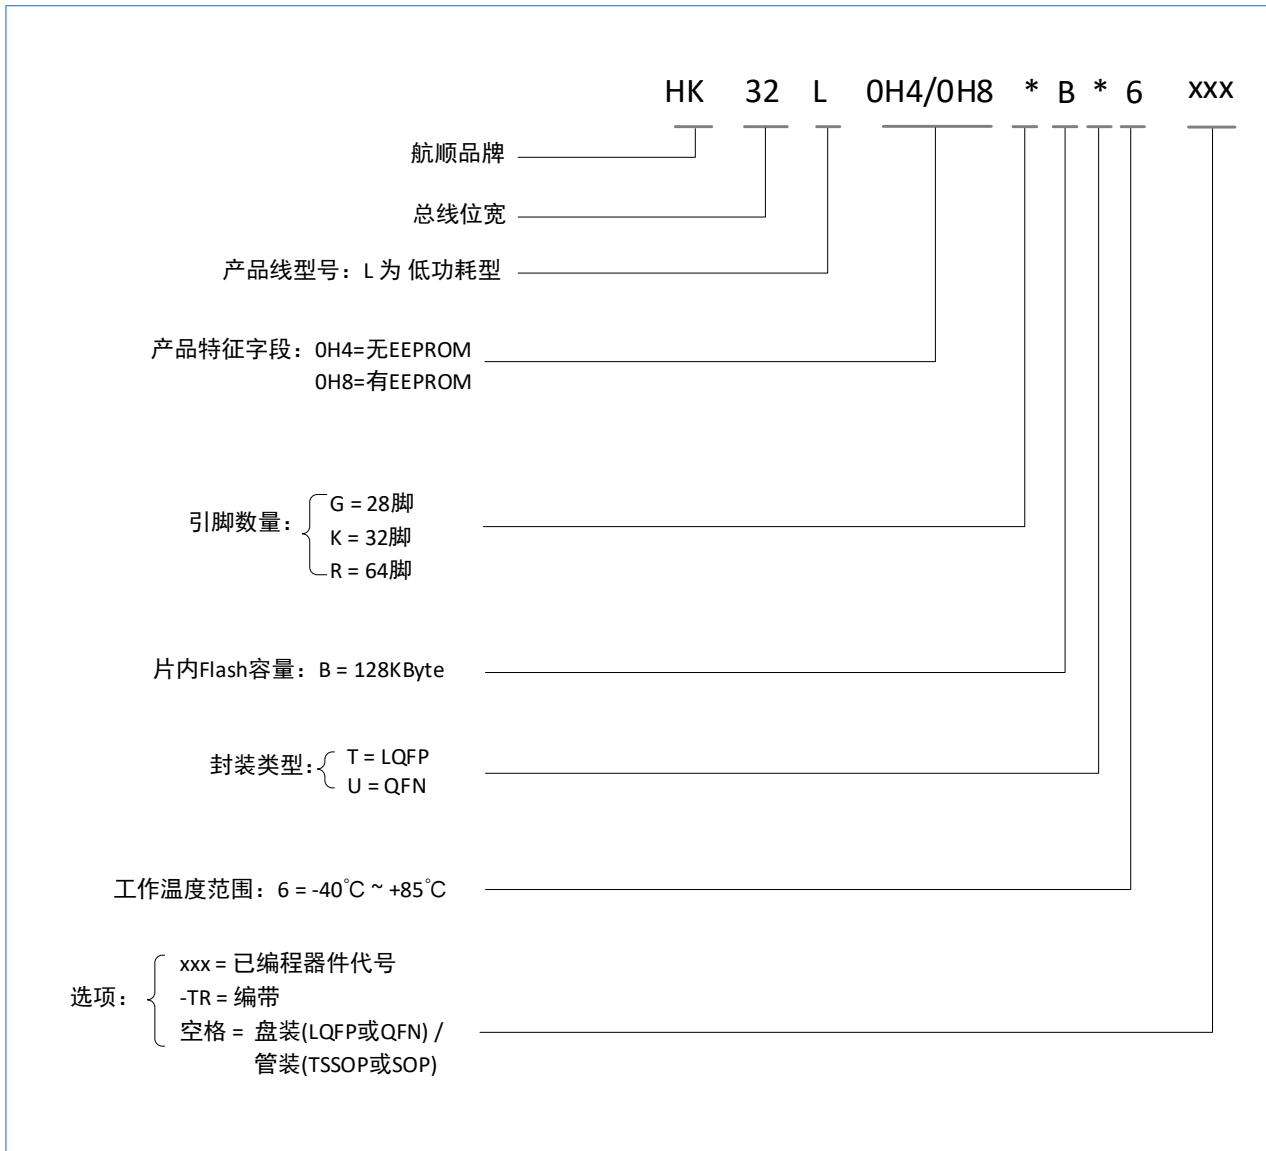 HK 32 L 0H4/0H8 * B * 6 xxx
航顺品牌
总线位宽
产品线型号：L 为 低功耗型
产品特征字段：0H4=无EEPROM
0H8=有EEPROM
引脚数量：
G = 28脚
K = 32脚
R = 64脚
片内Flash容量：B = 128KByte
封装类型：
T = LQFP
U = QFN
工作温度范围：6 = -40℃ ~ +85℃
选项：
xxx = 已编程器件代号
-TR = 编带
空格 = 盘装(LQFP或QFN) /
管装(TSSOP或SOP)